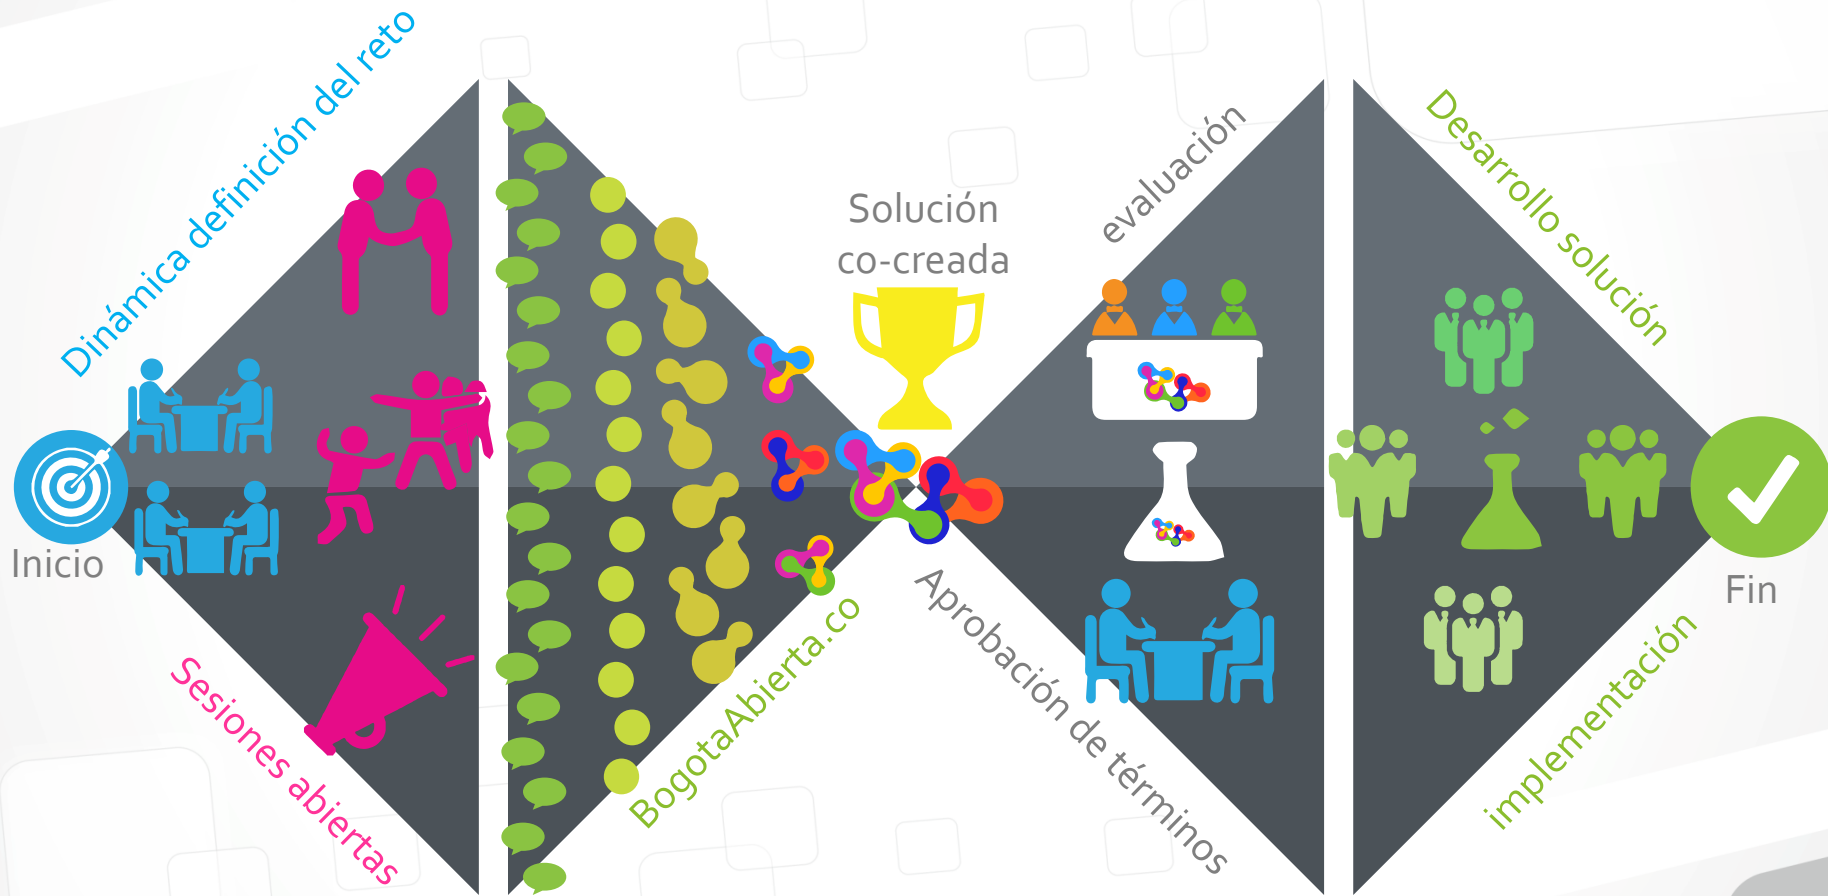 Dinámica definición del reto
Inicio
Sesiones abiertas
BogotaAbierta.co
Solución
co-creada
evaluación
Aprobación de términos
Desarrollo solución
implementación
Fin